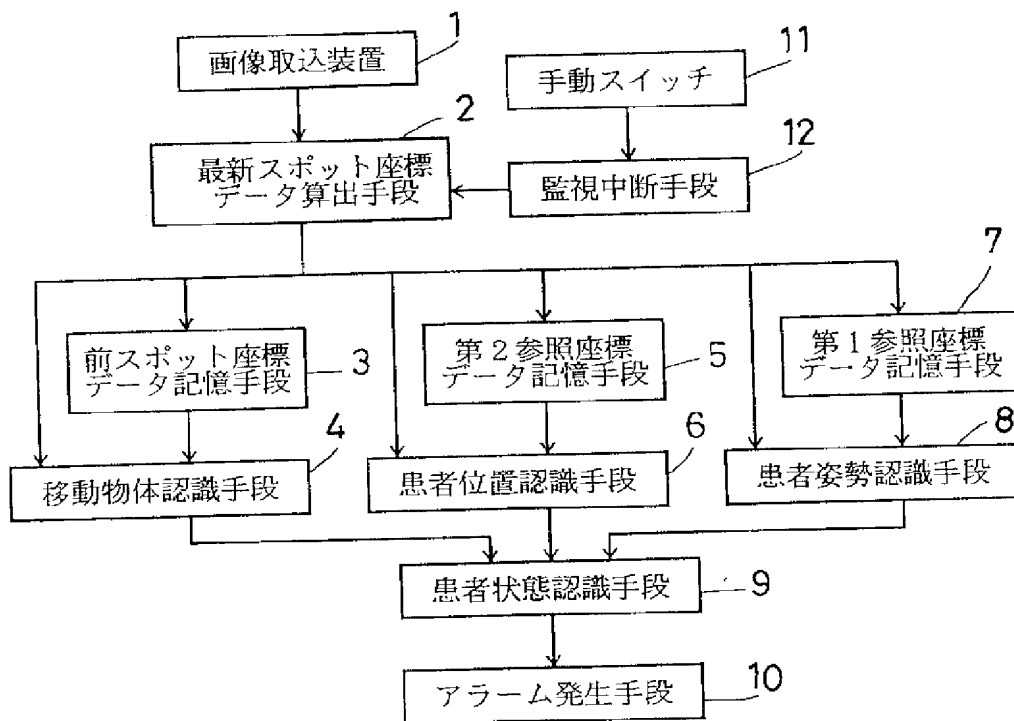 1
画像取込装置
11
手動スイッチ
2
最新スポット座標
データ算出手段
12
監視中断手段
7
前スポット座標
データ記憶手段
3
第2参照座標
データ記憶手段
5
第1参照座標
データ記憶手段
4
移動物体認識手段
6
患者位置認識手段
8
患者姿勢認識手段
患者状態認識手段
9
アラーム発生手段
10